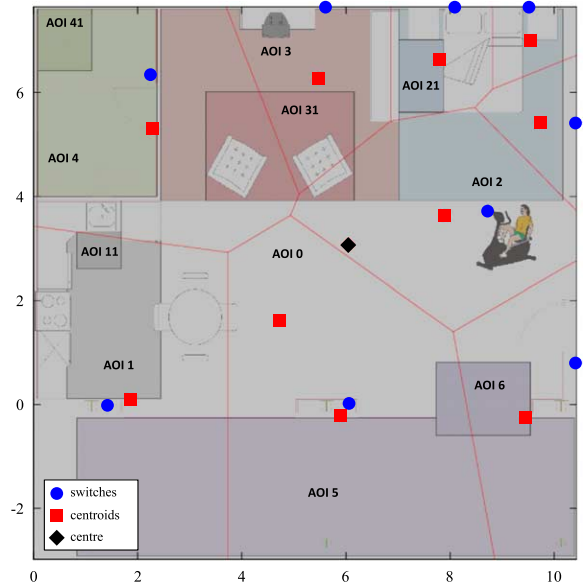 AOI 41
AOI 3
AOI 21
6
AOI 31
AOI 4
AOI 2
4
AOI 11
AOI 0
2
AOI 1
AOI 6
0
AOI 5
switches
centroids
centre
-2
0
2
4
6
8
10